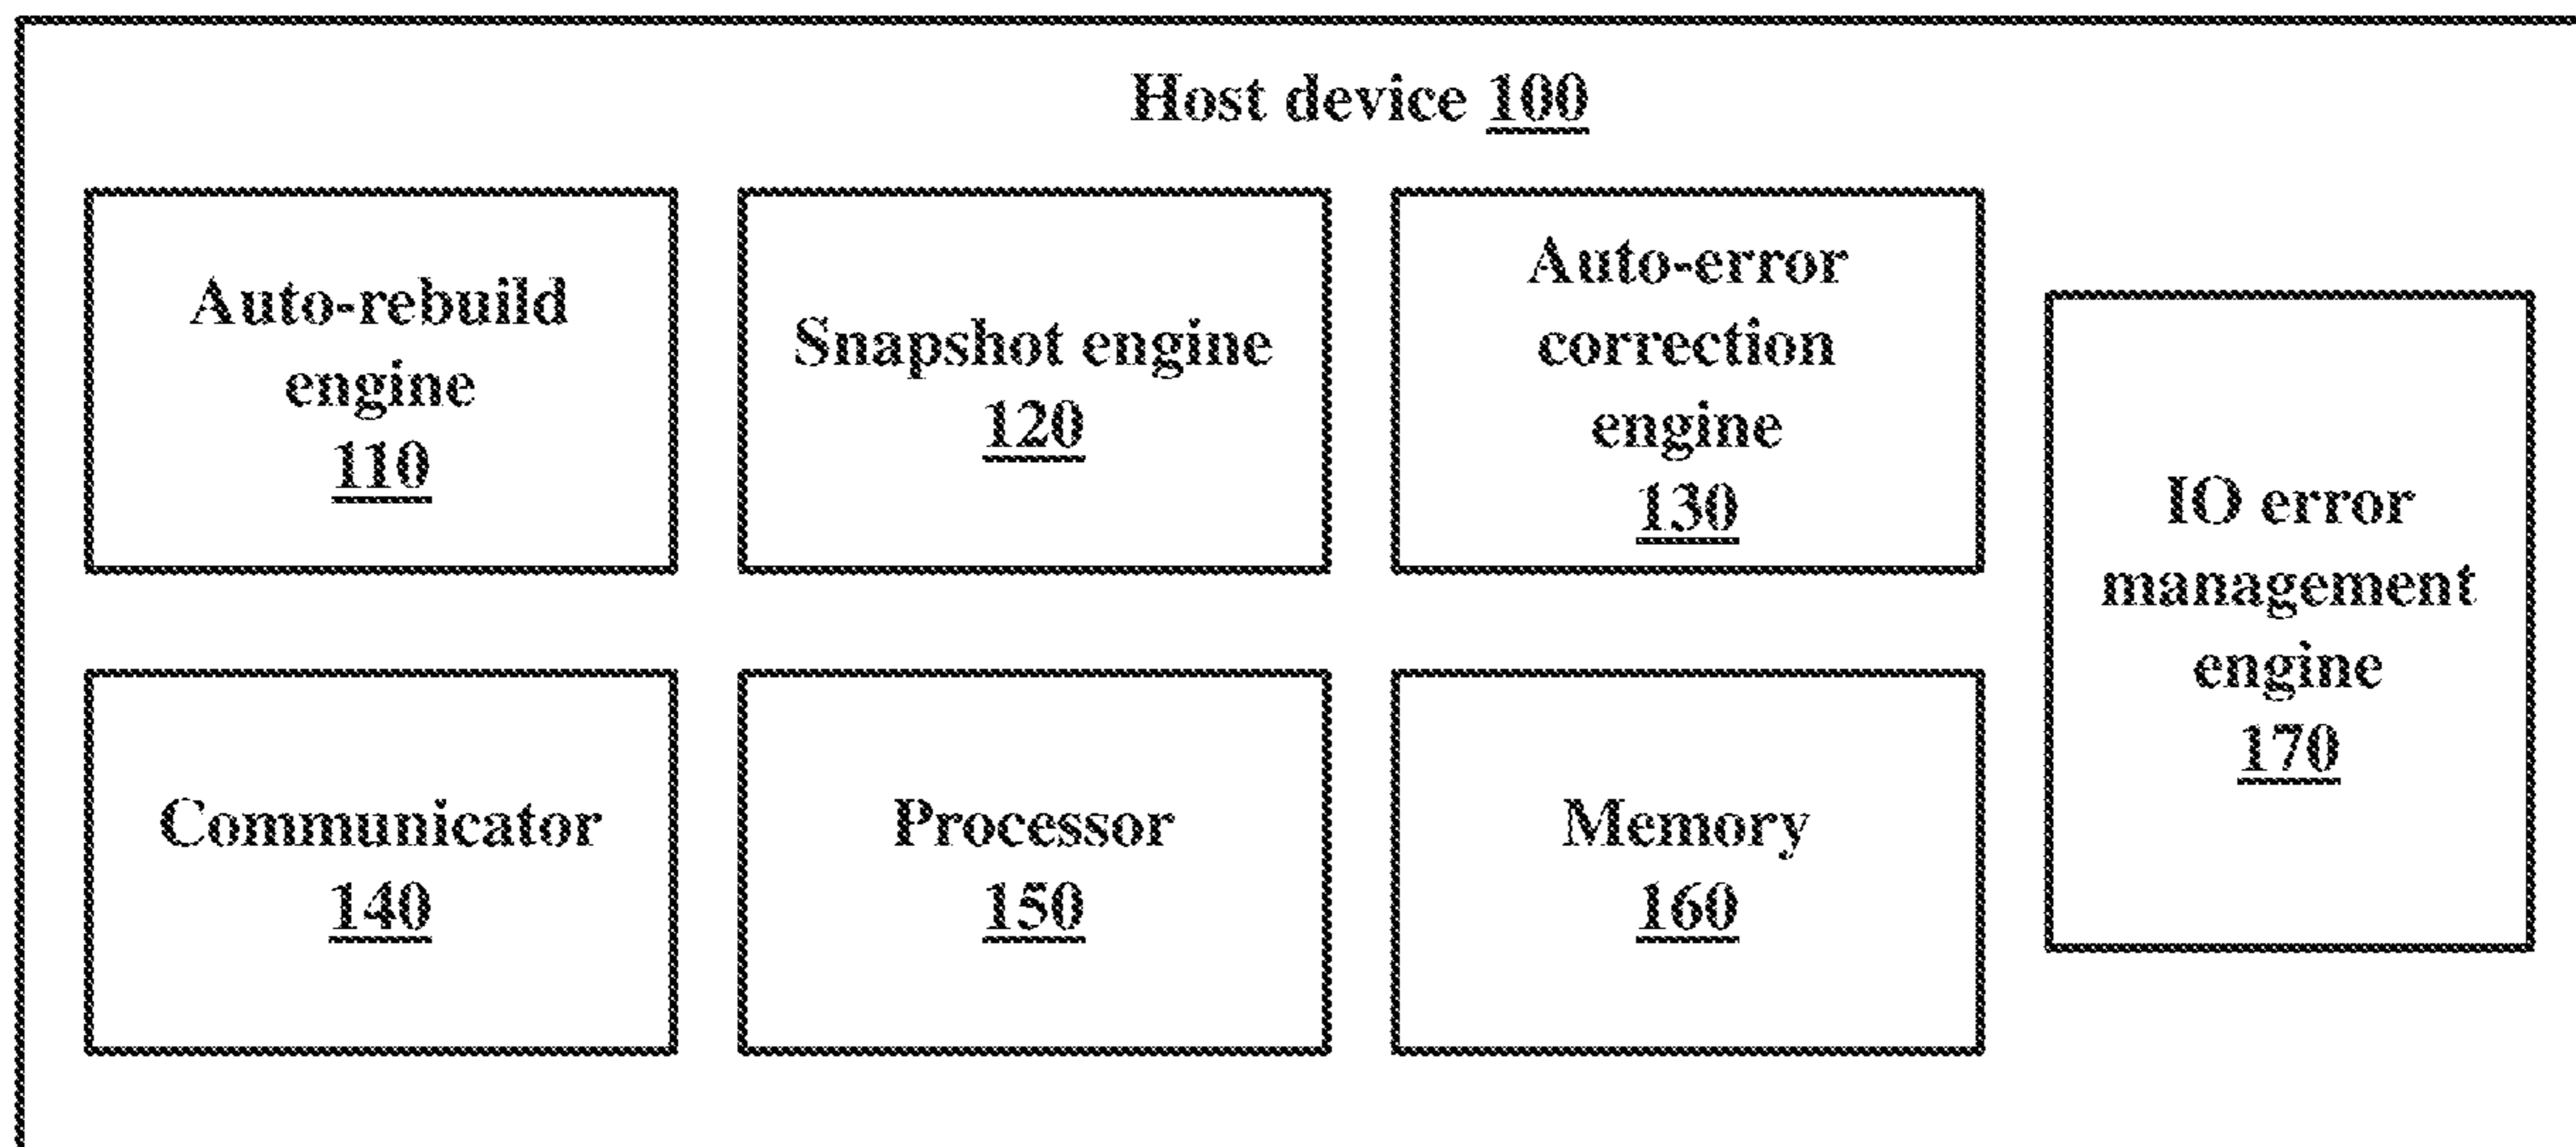 Host device 100
Auto-rebuild
engine
110
Snapshot engine
120
Auto-error
correction
engine
130
IO error
management
engine
170
Communicator
140
Processor
150
Memory
160